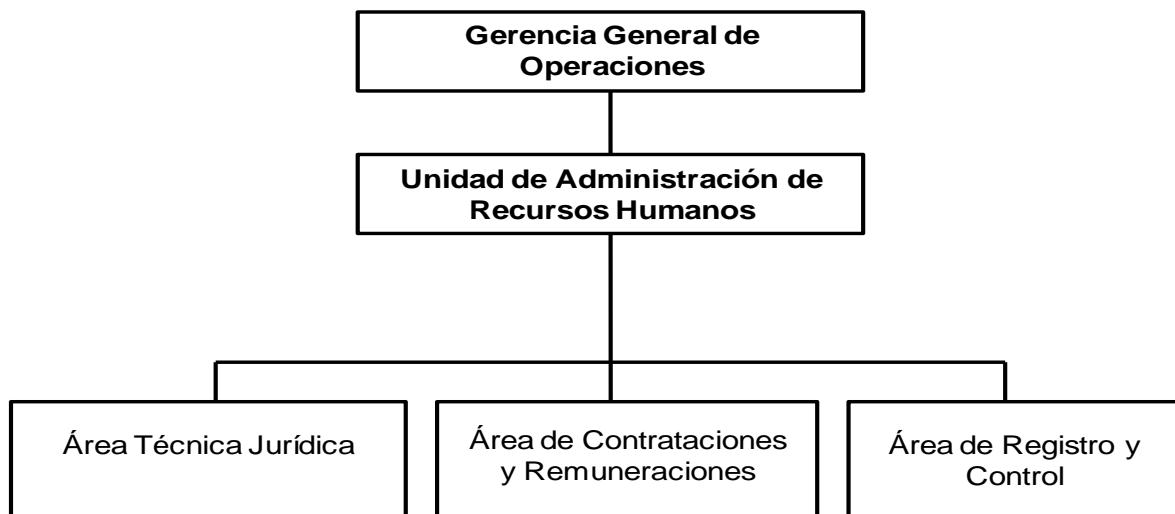 Gerencia General de
Operaciones
Unidad de Administración de
Recursos Humanos
Área Técnica Jurídica
Área de Contrataciones
y Remuneraciones
Área de Registro y
Control